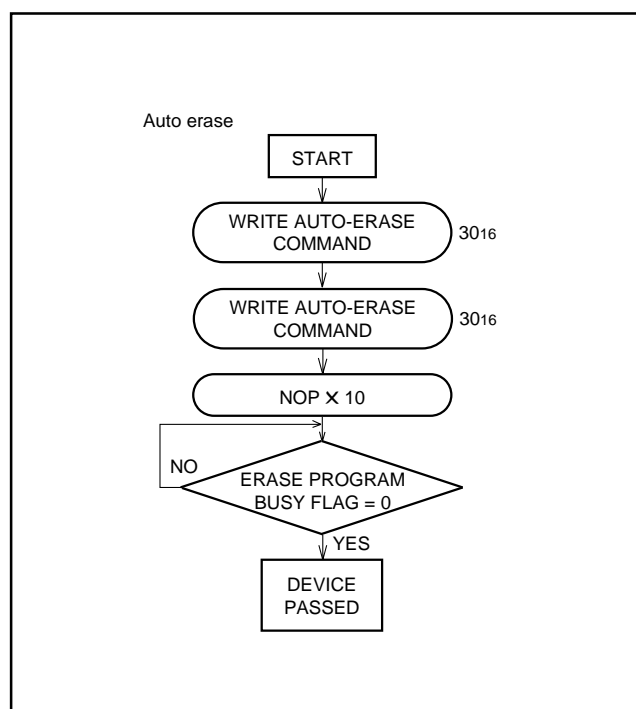 Auto erase
START
WRITE AUTO-ERASE
COMMAND
3016
WRITE AUTO-ERASE
COMMAND
3016
NOP × 10
NO
ERASE PROGRAM
BUSY FLAG = 0
YES
DEVICE
PASSED